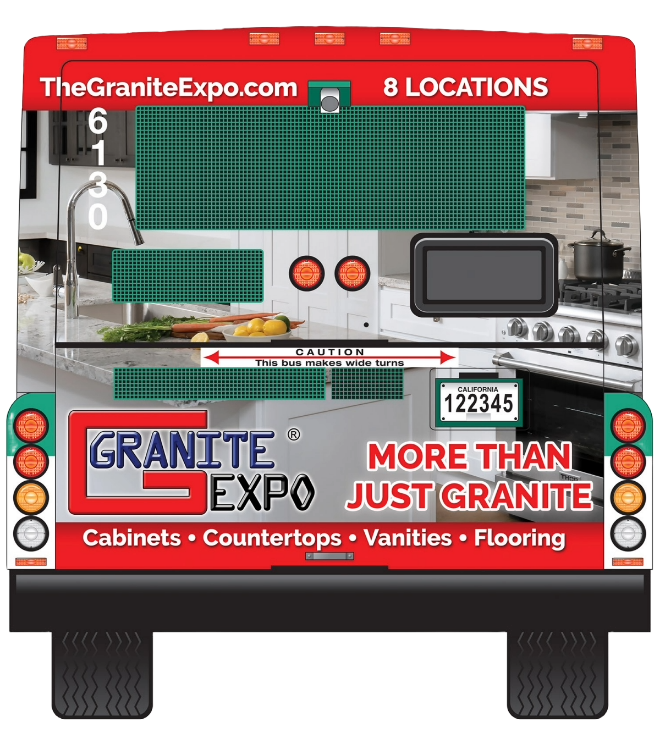 TheGraniteExpo.com
8 LOCATIONS
6
1
3
0
CAUTION
This bus makes wide turns
CALIFORNIA
122345
GRANITE ®
EXPO
MORE THAN
JUST GRANITE
Cabinets • Countertops • Vanities • Flooring